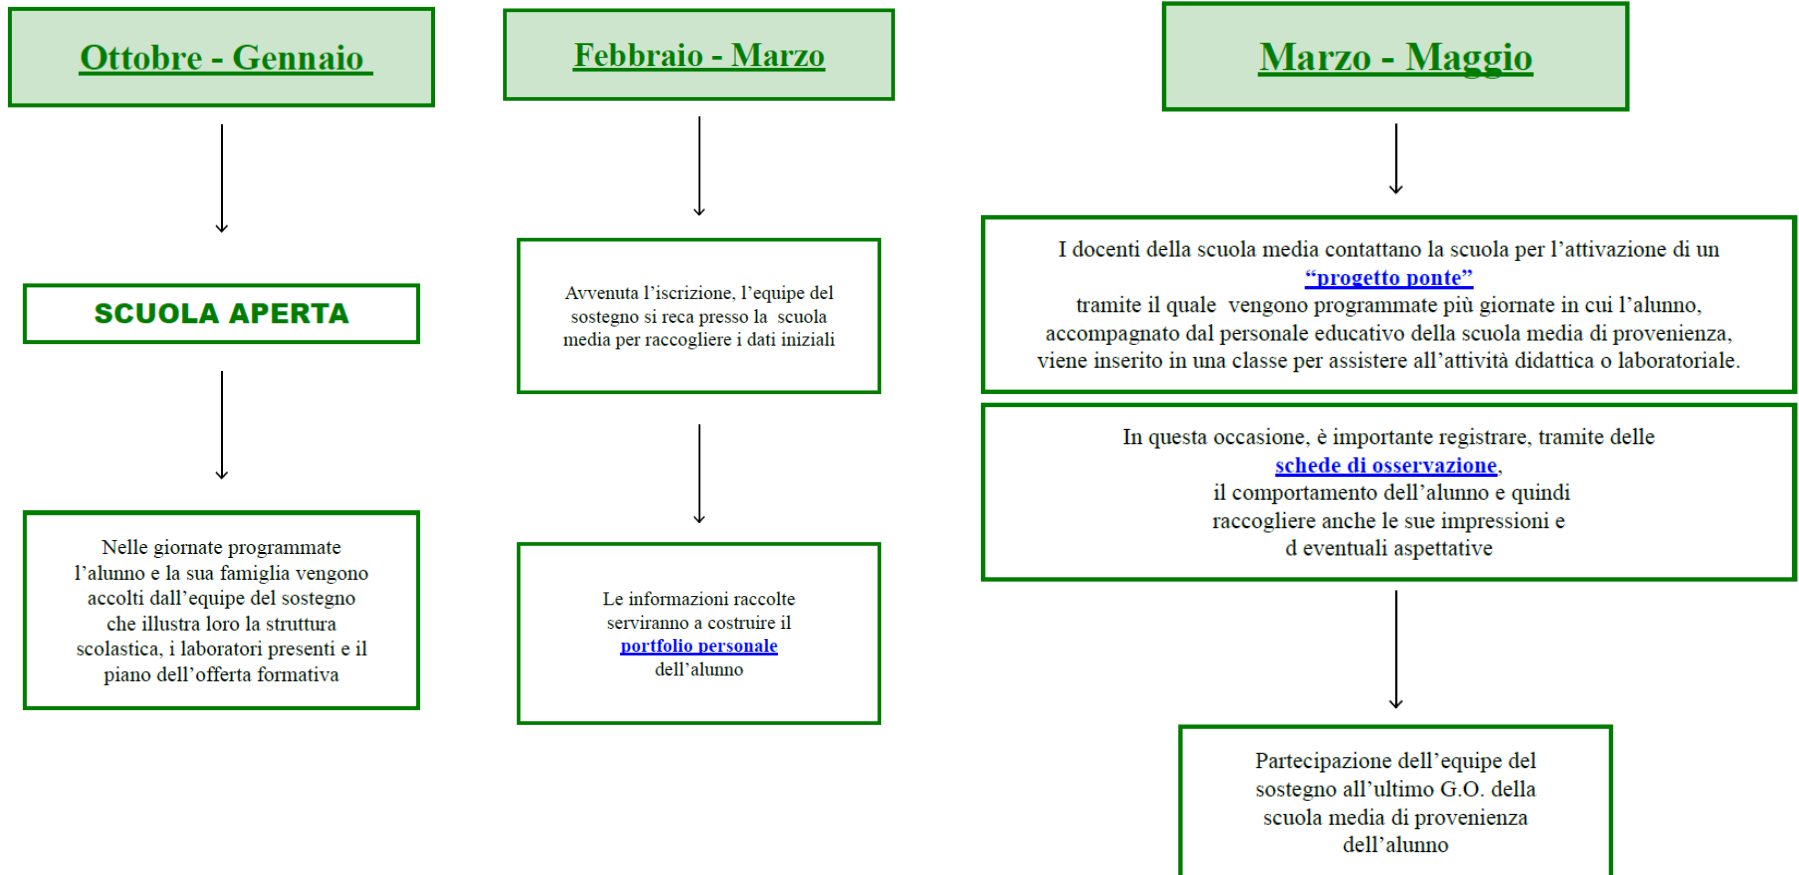 Ottobre - Gennaio
SCUOLA APERTA
Nelle giornate programmate
l’alunno e la sua famiglia vengono
accolti dall’equipe del sostegno
che illustra loro la struttura
scolastica, i laboratori presenti e il
piano dell’offerta formativa
Febbraio - Marzo
Avvenuta l’iscrizione, l’equipe del
sostegno si reca presso la scuola
media per raccogliere i dati iniziali
Le informazioni raccolte
serviranno a costruire il
portfolio personale
dell’alunno
Marzo - Maggio
I docenti della scuola media contattano la scuola per l’attivazione di un
“progetto ponte”
tramite il quale vengono programmate più giornate in cui l’alunno,
accompagnato dal personale educativo della scuola media di provenienza,
viene inserito in una classe per assistere all’attività didattica o laboratoriale.
In questa occasione, è importante registrare, tramite delle
schede di osservazione,
il comportamento dell’alunno e quindi
raccogliere anche le sue impressioni e
d eventuali aspettative
Partecipazione dell’equipe del
sostegno all’ultimo G.O. della
scuola media di provenienza
dell’alunno